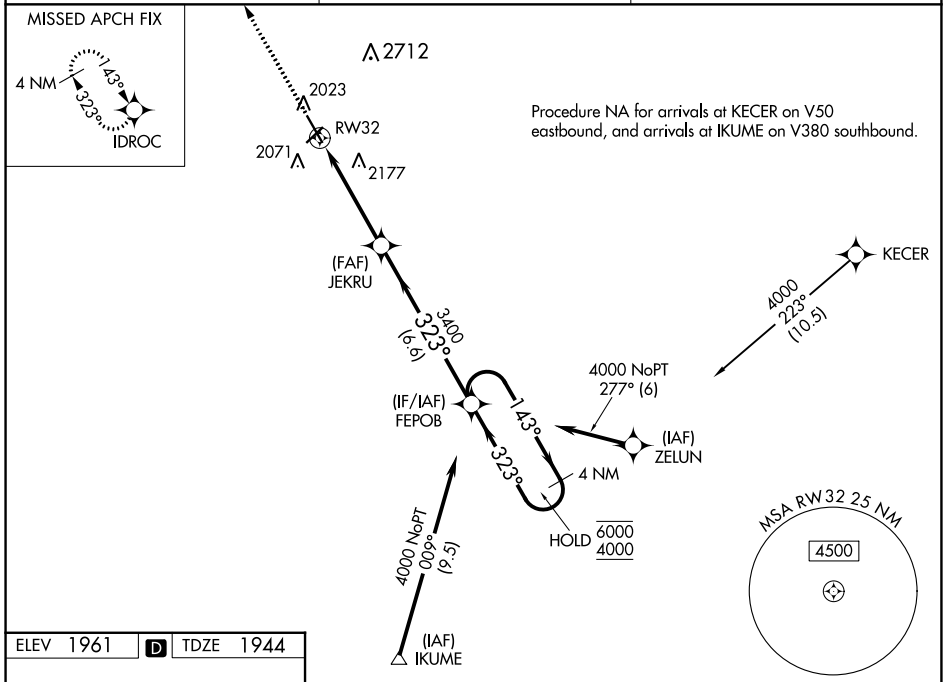 MISSED APCH FIX
4 NM
143°
323°
IDROC
2712
2023
RW32
2071
2177
Procedure NA for arrivals at KECER on V50
eastbound, and arrivals at IKUME on V380 southbound.
(FAF)
JEKRU
KECER
4000
223°
(10.5)
3400
323°
(6.6)
4000 NoPT
277° (6)
(IF/IAF)
FEPOB
143°
323°
(IAF)
ZELUN
4 NM
HOLD 6000
4000
4000 NoPT
009°
(9.5)
MSA RW32 25 NM
4500
(IAF)
IKUME
ELEV 1961 D TDZE 1944